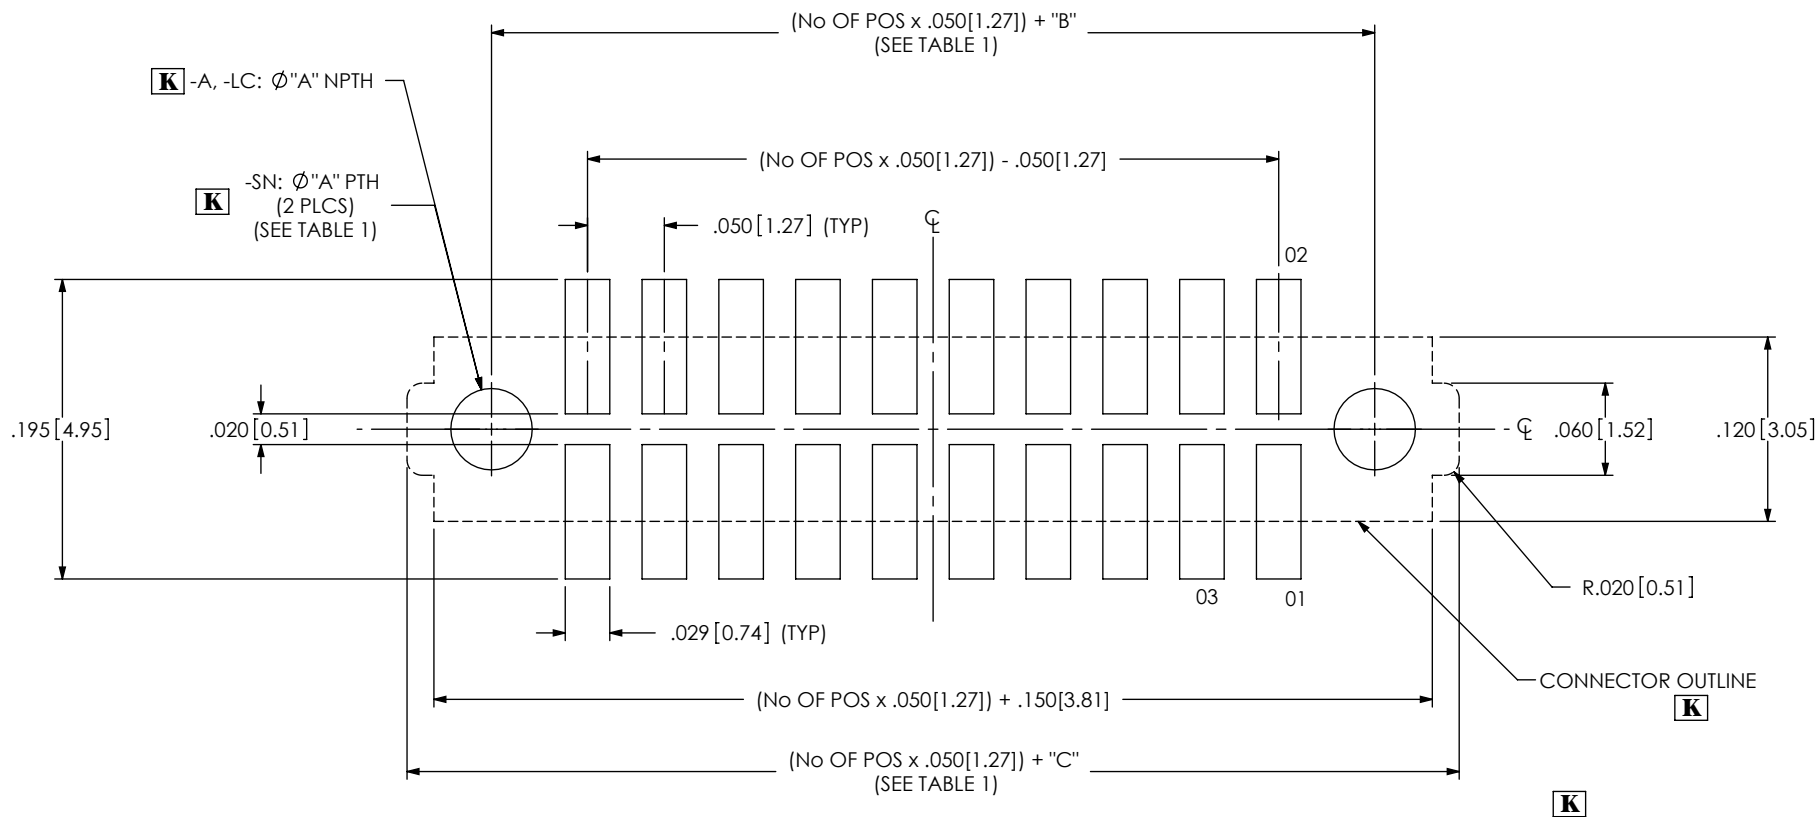 (No OF POS x .050[1.27]) + "B"
(SEE TABLE 1)
K -A, -LC: Ø"A" NPTH
(No OF POS x .050[1.27]) - .050[1.27]
K -SN: Ø"A" PTH
(2 PLCS)
(SEE TABLE 1)
.050[1.27] (TYP)
℄
02
.195[4.95]
.020[0.51]
℄
.060[1.52]
.120[3.05]
03
01
R.020[0.51]
.029[0.74] (TYP)
CONNECTOR OUTLINE
K
(No OF POS x .050[1.27]) + .150[3.81]
(No OF POS x .050[1.27]) + "C"
(SEE TABLE 1)
K